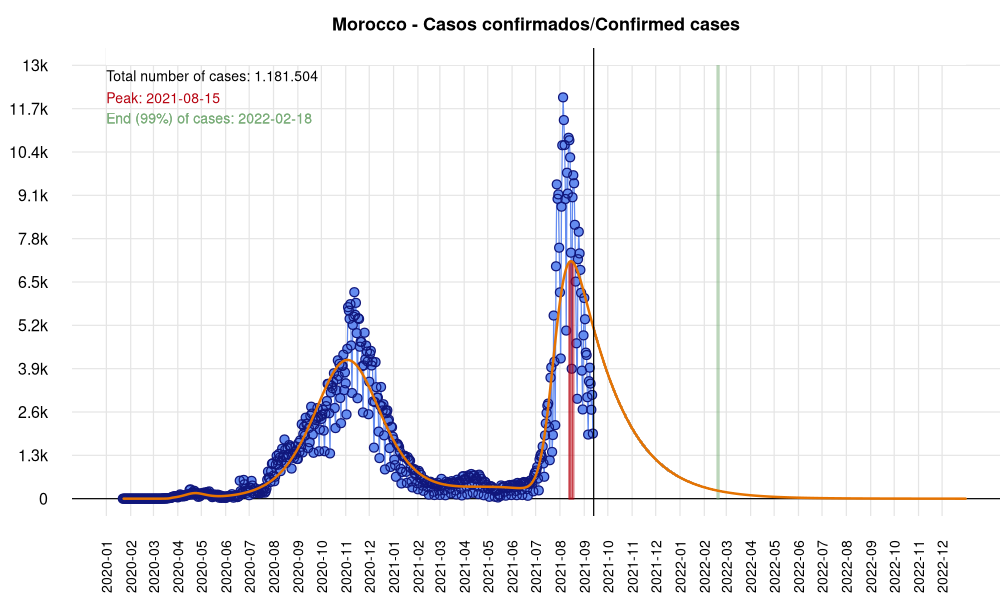 Morocco - Casos confirmados/Confirmed cases
Total number of cases: 1.181.504
Peak: 2021-08-15
End (99%) of cases: 2022-02-18
13k
11.7k
10.4k
9.1k
7.8k
6.5k
5.2k
3.9k
2.6k
1.3k
0
2020-01
2020-02
2020-03
2020-04
2020-05
2020-06
2020-07
2020-08
2020-09
2020-10
2020-11
2020-12
2021-01
2021-02
2021-03
2021-04
2021-05
2021-06
2021-07
2021-08
2021-09
2021-10
2021-11
2021-12
2022-01
2022-02
2022-03
2022-04
2022-05
2022-06
2022-07
2022-08
2022-09
2022-10
2022-11
2022-12